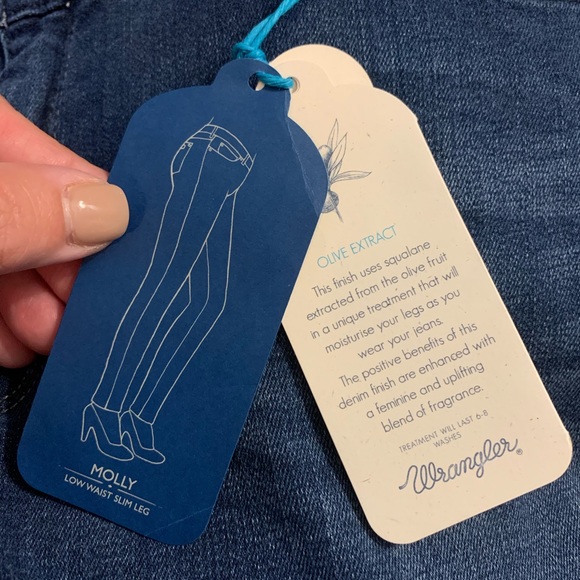 MOLLY
LOW WAIST SLIM LEG
OLIVE EXTRACT
This finish uses squalane
extracted from the olive fruit
in a unique treatment that will
moisturise your legs as you
wear your jeans.
The positive benefits of this
denim finish are enhanced with
a feminine and uplifting
blend of fragrance.
TREATMENT WILL LAST 6-8
WASHES
Wrangler®